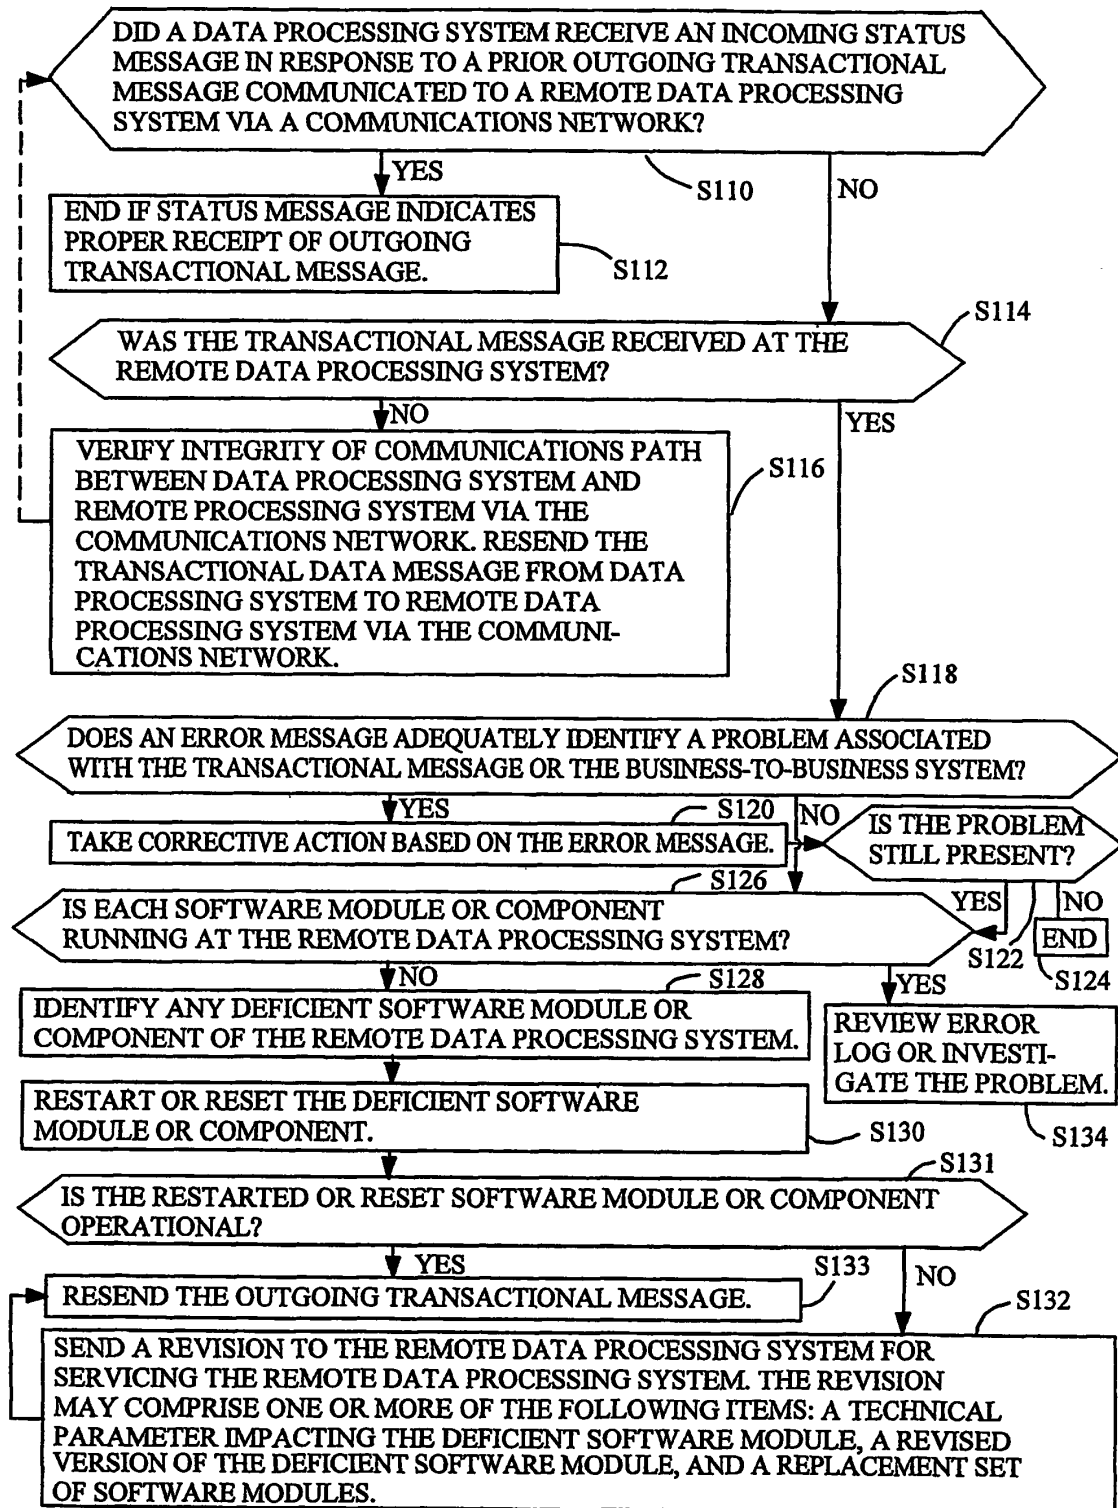 DID A DATA PROCESSING SYSTEM RECEIVE AN INCOMING STATUS
MESSAGE IN RESPONSE TO A PRIOR OUTGOING TRANSACTIONAL
MESSAGE COMMUNICATED TO A REMOTE DATA PROCESSING
SYSTEM VIA A COMMUNICATIONS NETWORK?
YES
S110
NO
END IF STATUS MESSAGE INDICATES
PROPER RECEIPT OF OUTGOING
TRANSACTIONAL MESSAGE.
S112
S114
WAS THE TRANSACTIONAL MESSAGE RECEIVED AT THE
REMOTE DATA PROCESSING SYSTEM?
NO
YES
VERIFY INTEGRITY OF COMMUNICATIONS PATH
BETWEEN DATA PROCESSING SYSTEM AND
REMOTE PROCESSING SYSTEM VIA THE
COMMUNICATIONS NETWORK. RESEND THE
TRANSACTIONAL DATA MESSAGE FROM DATA
PROCESSING SYSTEM TO REMOTE DATA
PROCESSING SYSTEM VIA THE COMMUNI-
CATIONS NETWORK.
S116
S118
DOES AN ERROR MESSAGE ADEQUATELY IDENTIFY A PROBLEM ASSOCIATED
WITH THE TRANSACTIONAL MESSAGE OR THE BUSINESS-TO-BUSINESS SYSTEM?
YES
S120
NO
TAKE CORRECTIVE ACTION BASED ON THE ERROR MESSAGE.
IS THE PROBLEM
STILL PRESENT?
S126
YES
NO
IS EACH SOFTWARE MODULE OR COMPONENT
RUNNING AT THE REMOTE DATA PROCESSING SYSTEM?
END
S122
S124
NO
S128
YES
IDENTIFY ANY DEFICIENT SOFTWARE MODULE OR
COMPONENT OF THE REMOTE DATA PROCESSING SYSTEM.
REVIEW ERROR
LOG OR INVESTI-
GATE THE PROBLEM.
S134
RESTART OR RESET THE DEFICIENT SOFTWARE
MODULE OR COMPONENT.
S130
S131
IS THE RESTARTED OR RESET SOFTWARE MODULE OR COMPONENT
OPERATIONAL?
YES
S133
NO
RESEND THE OUTGOING TRANSACTIONAL MESSAGE.
S132
SEND A REVISION TO THE REMOTE DATA PROCESSING SYSTEM FOR
SERVICING THE REMOTE DATA PROCESSING SYSTEM. THE REVISION
MAY COMPRISE ONE OR MORE OF THE FOLLOWING ITEMS: A TECHNICAL
PARAMETER IMPACTING THE DEFICIENT SOFTWARE MODULE, A REVISED
VERSION OF THE DEFICIENT SOFTWARE MODULE, AND A REPLACEMENT SET
OF SOFTWARE MODULES.